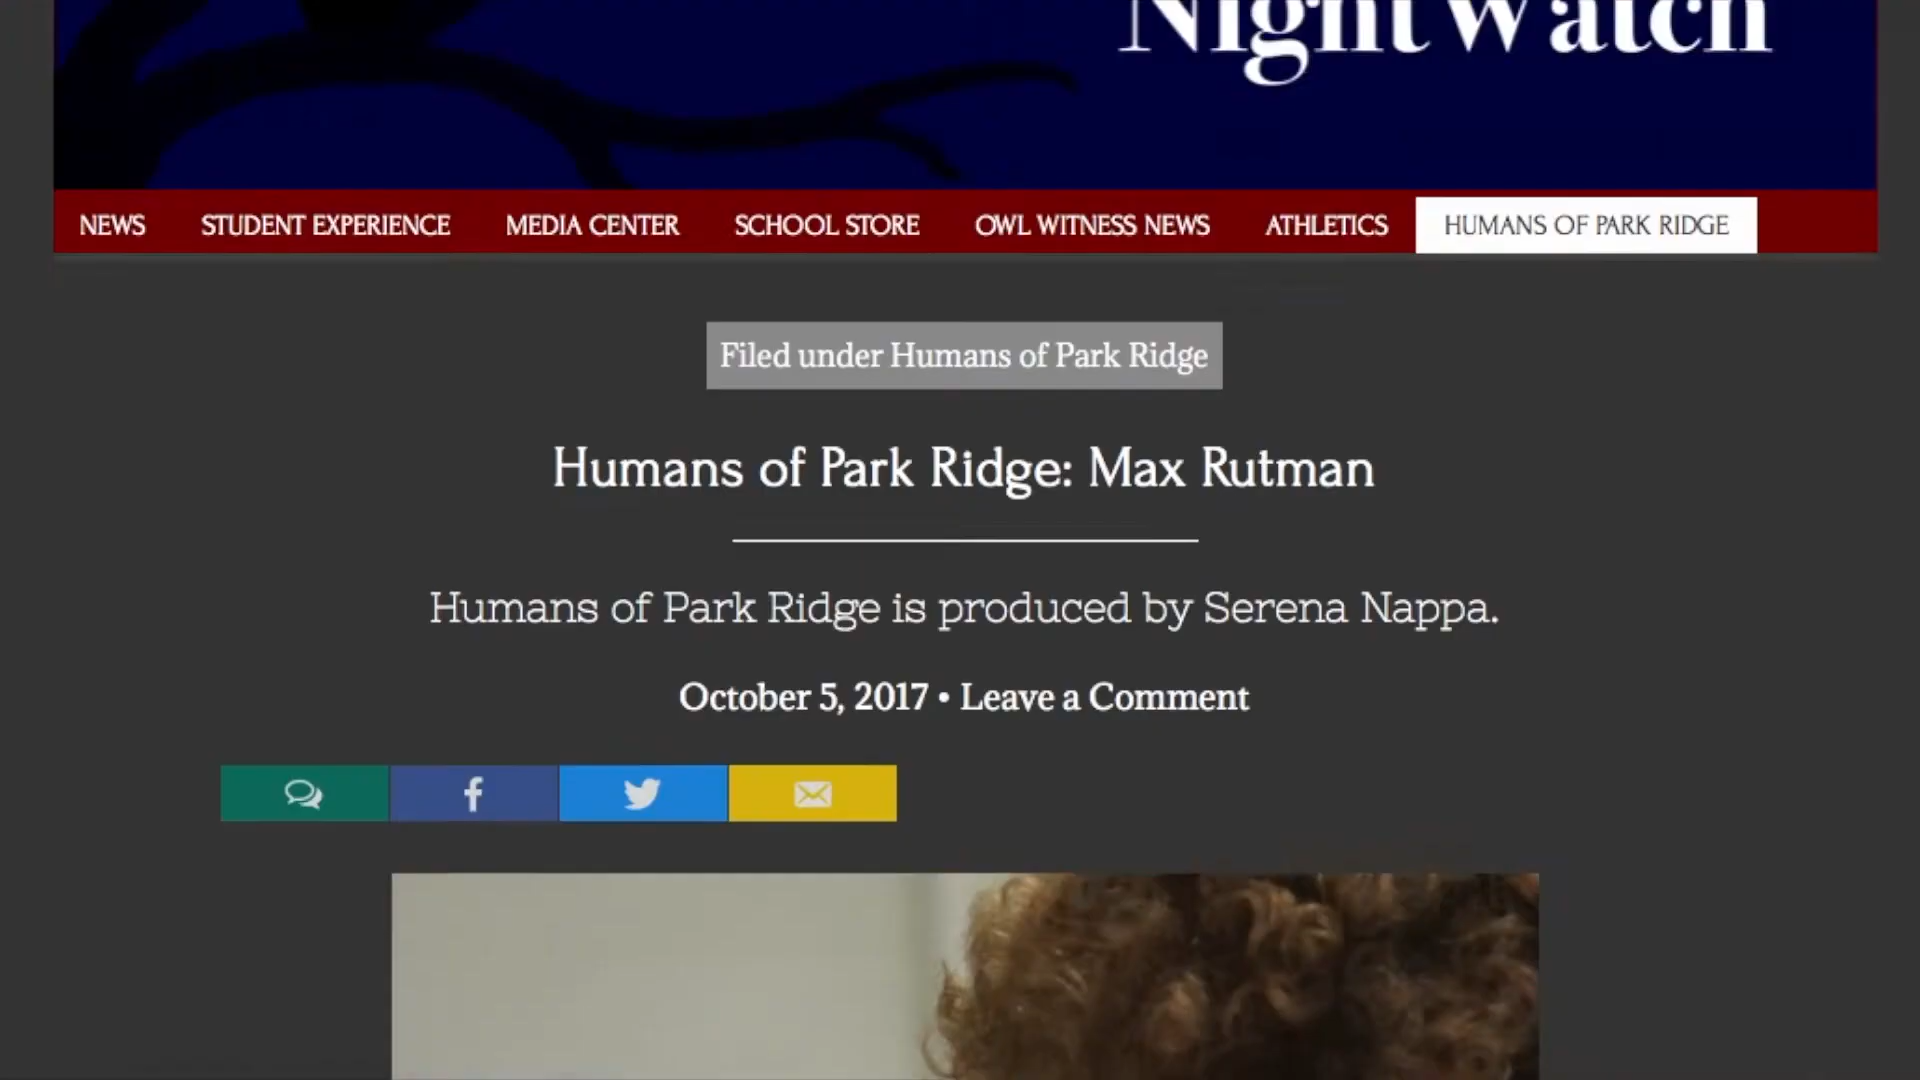 NightWatch
NEWS STUDENT EXPERIENCE MEDIA CENTER SCHOOL STORE OWL WITNESS NEWS ATHLETICS HUMANS OF PARK RIDGE
Filed under Humans of Park Ridge
Humans of Park Ridge: Max Rutman
Humans of Park Ridge is produced by Serena Nappa.
October 5, 2017 • Leave a Comment